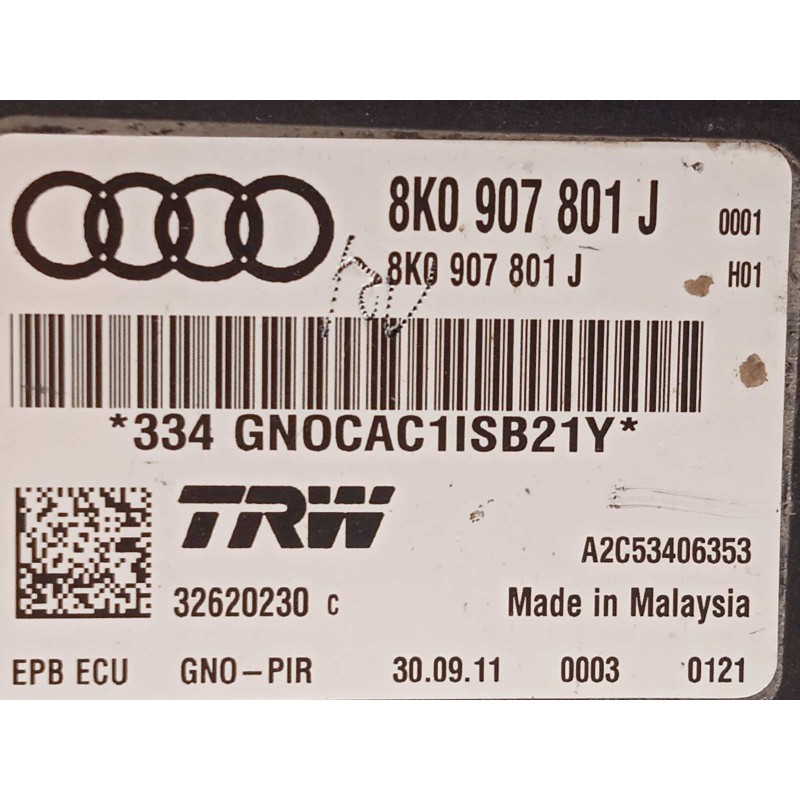 8K0 907 801 J 0001
8K0 907 801 J H01
*334 GNOCAC1ISB21Y*
TRW
A2C53406353
32620230 C Made in Malaysia
EPB ECU GNO-PIR 30.09.11 0003 0121